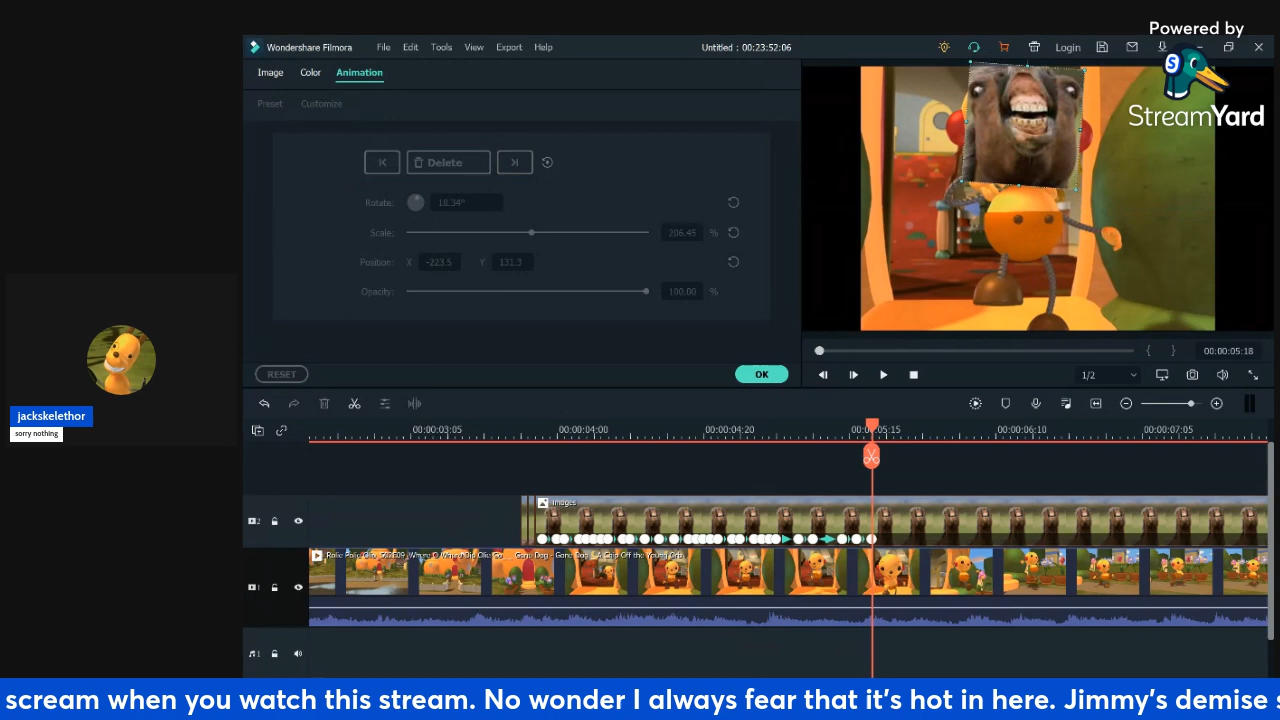 Powered by
StreamYard
Wondershare Filmora
File
Edit
Tools
View
Export
Help
Untitled : 00:23:52:06
Login
Image
Color
Animation
Preset
Customize
Delete
Rotate:
18.34°
Scale:
206.45
%
Position:
X
-223.5
Y
131.3
Opacity:
100.00
%
RESET
OK
00:00:05:18
1/2
jackskelethor
sorry nothing
00:00:03:05
00:00:04:00
00:00:04:20
00:00:05:15
00:00:06:10
00:00:07:05
images
2
1
1
scream when you watch this stream. No wonder I always fear that it's hot in here. Jimmy's demise